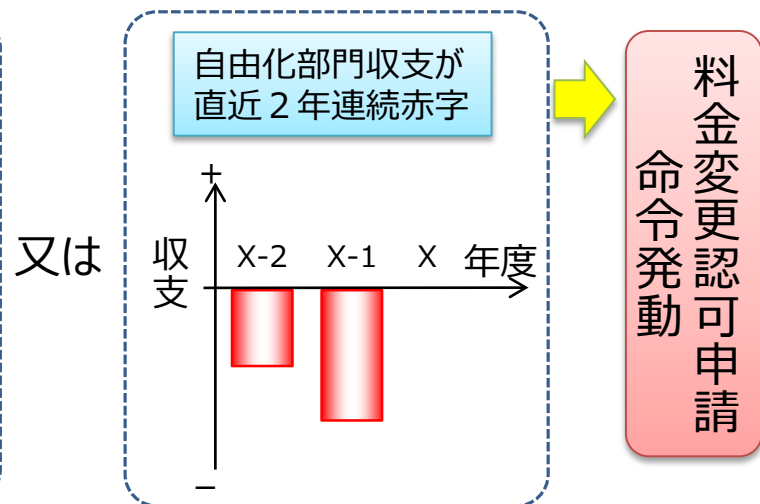 又は
自由化部門収支が
直近２年連続赤字
+
収支
X-2 X-1 X 年度
−
料金変更認可申請
命令発動